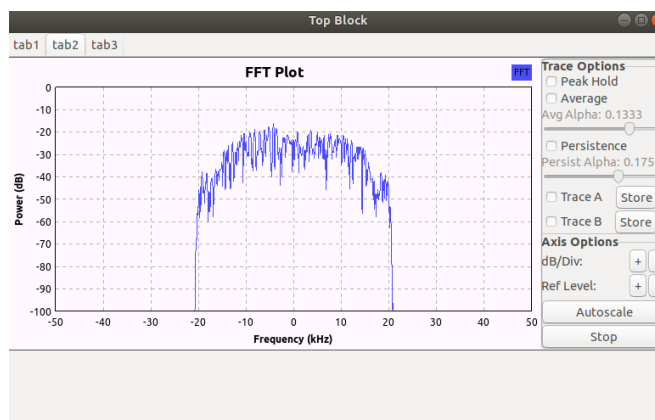 Top Block
tab1 tab2 tab3
FFT Plot
FFT
0
-10
-20
-30
-40
-50
-60
-70
-80
-90
-100
Power (dB)
-50 -40 -30 -20 -10 0 10 20 30 40 50
Frequency (kHz)
Trace Options
Peak Hold
Average
Avg Alpha: 0.1333
Persistence
Persist Alpha: 0.175
Trace A Store
Trace B Store
Axis Options
dB/Div: +
Ref Level: +
Autoscale
Stop